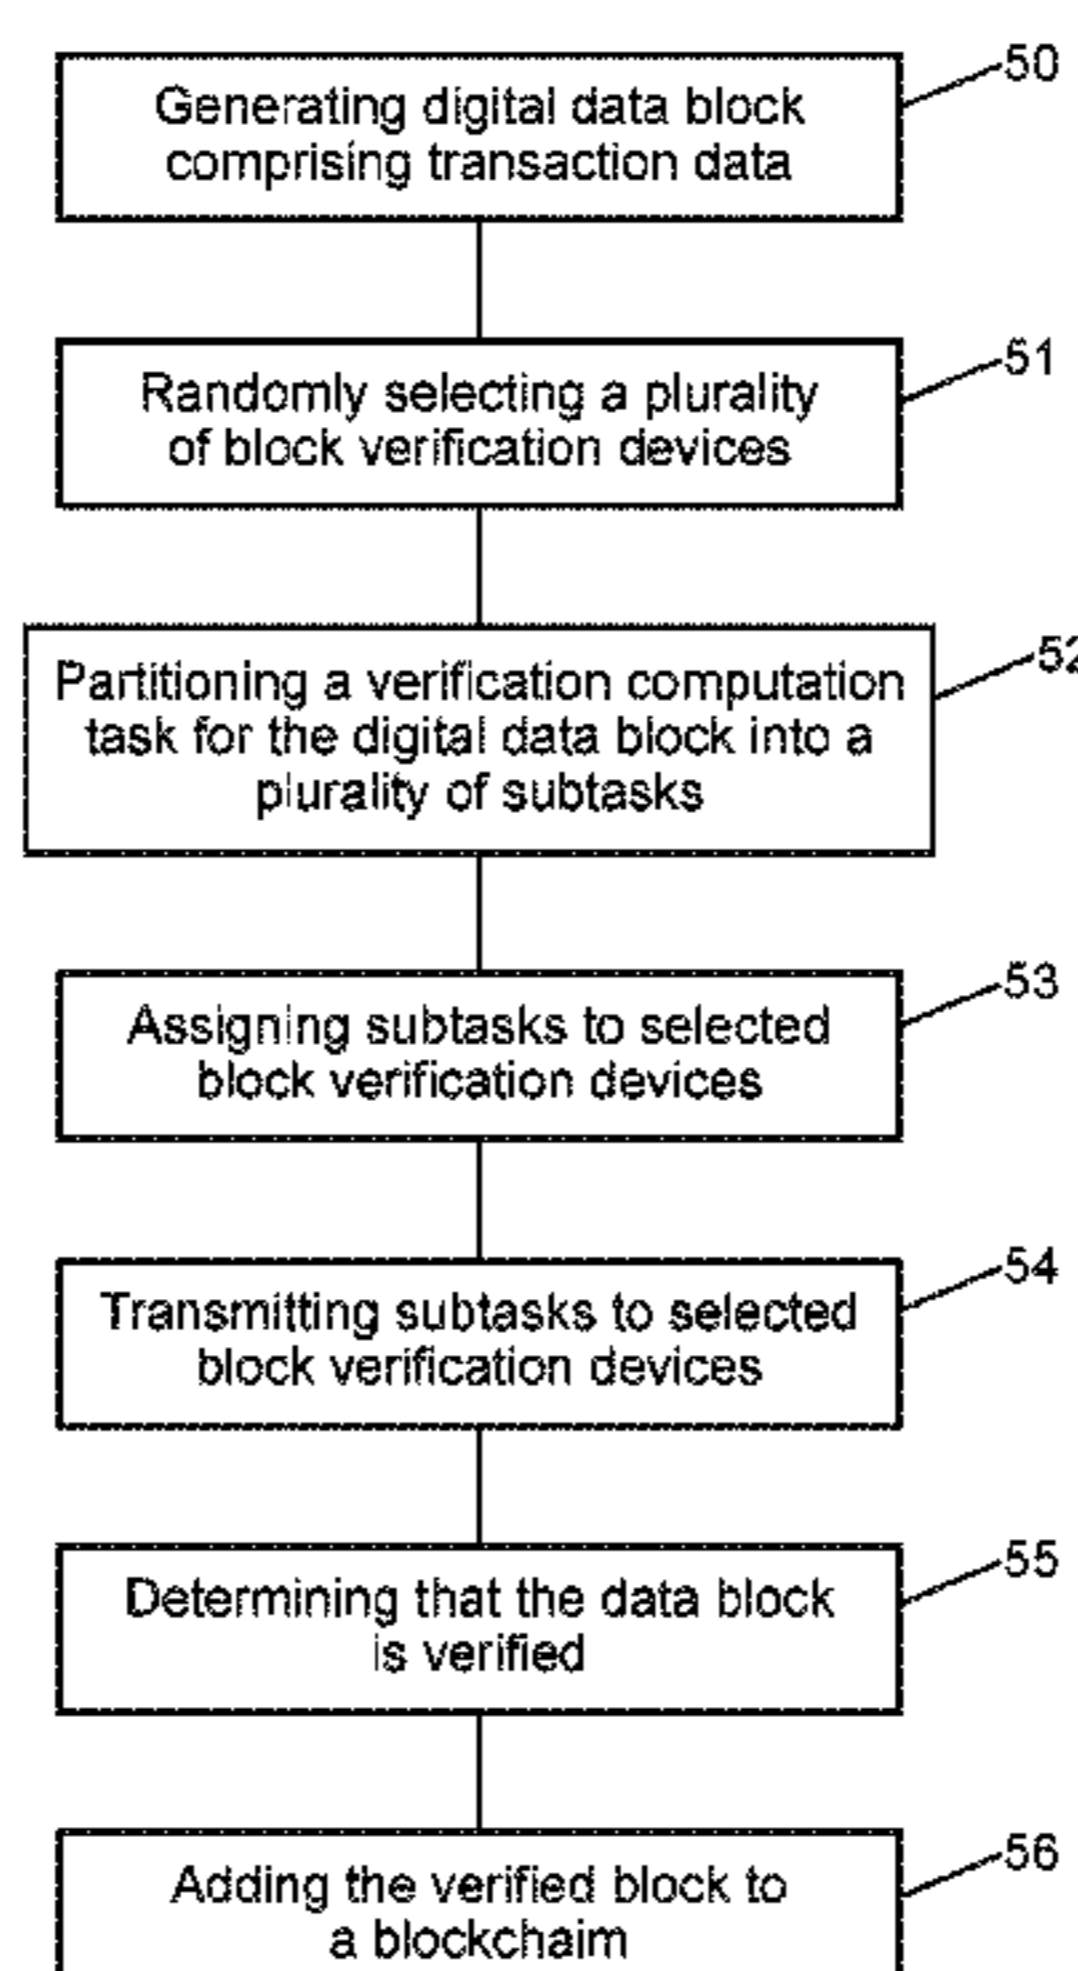 50
Generating digital data block
comprising transaction data
51
Randomly selecting a plurality
of block verification devices
52
Partitioning a verification computation
task for the digital data block into a
plurality of subtasks
53
Assigning subtasks to selected
block verification devices
54
Transmitting subtasks to selected
block verification devices
55
Determining that the data block
is verified
56
Adding the verified block to
a blockchaim